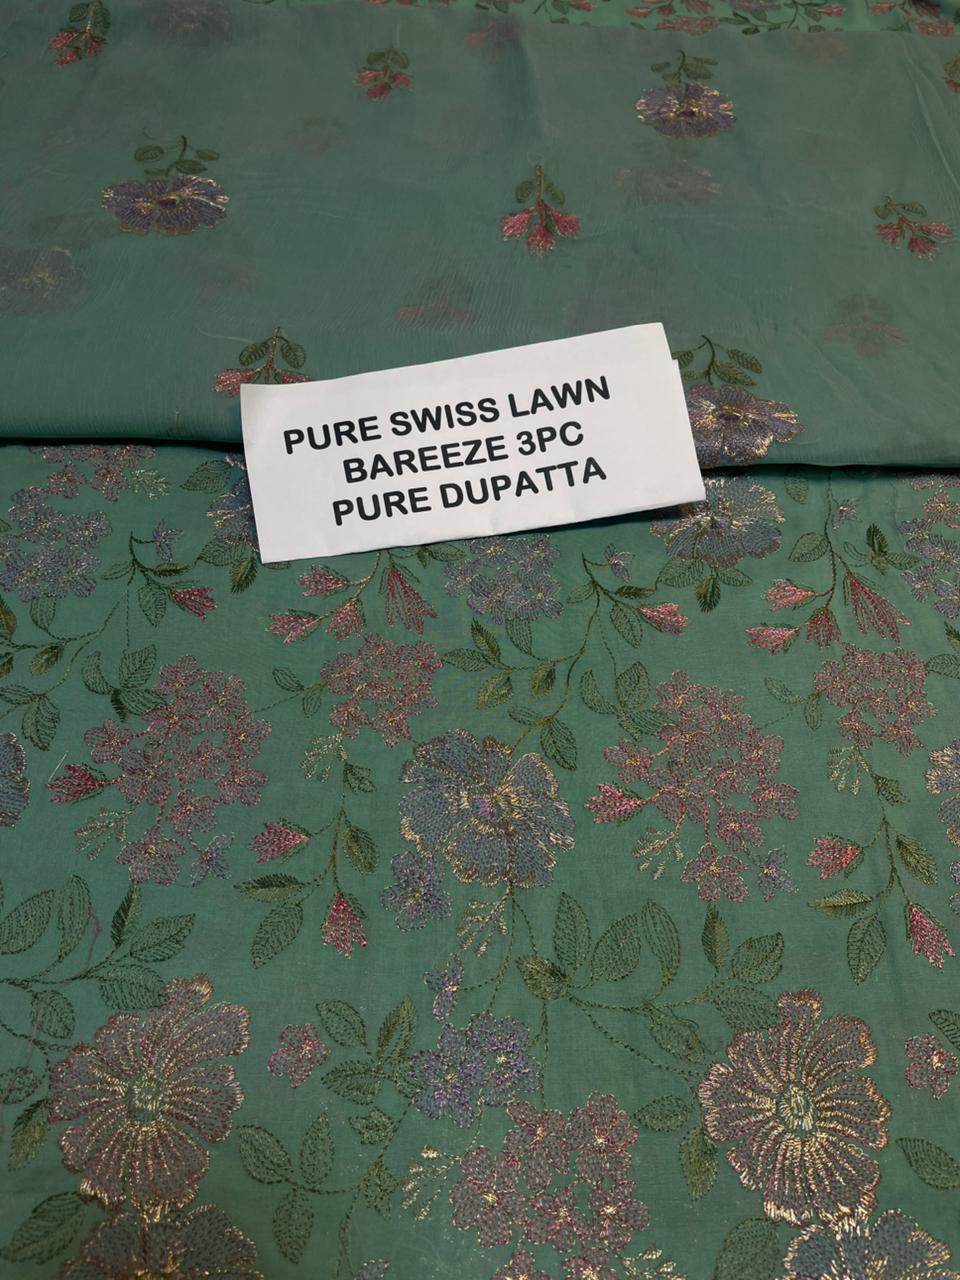 PURE SWISS LAWN
BAREEZE 3PC
PURE DUPATTA